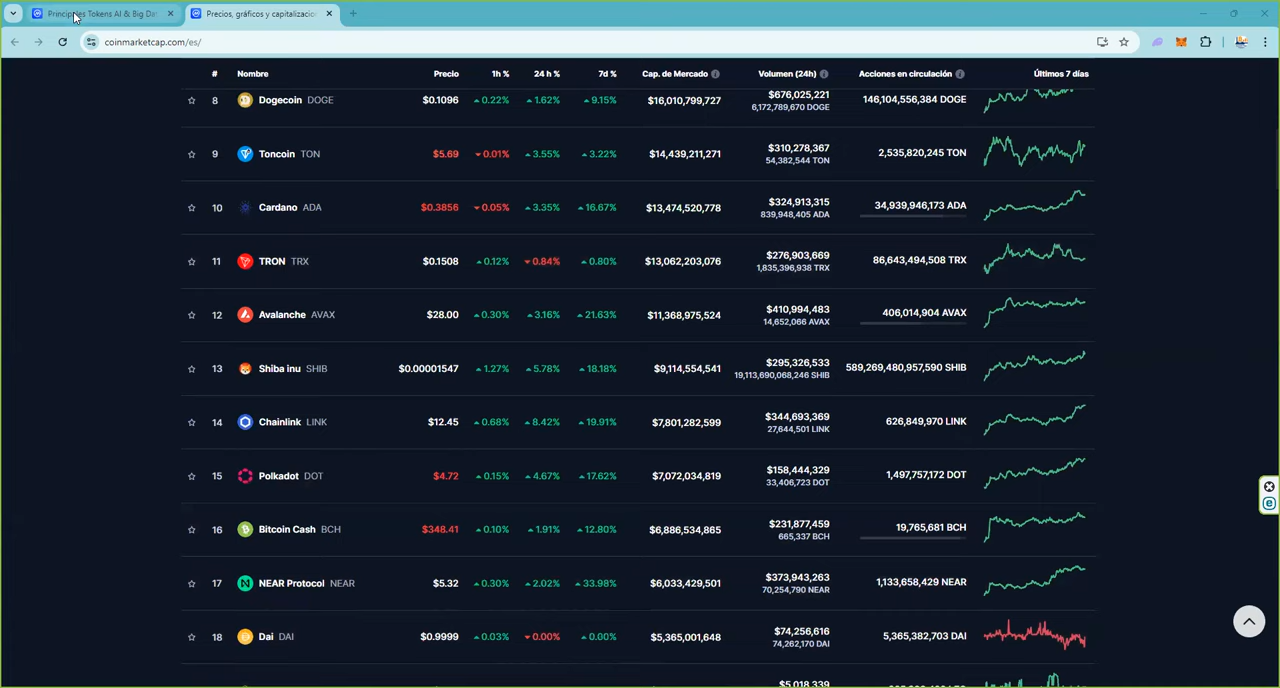 Principales Tokens AI & Big Da
Precios, gráficos y capitalizacio
coinmarketcap.com/es/
# Nombre Precio 1h % 24 h % 7d % Cap. de Mercado Volumen (24h) Acciones en circulación Últimos 7 días
8 Dogecoin DOGE $0.1096 0.22% 1.62% 9.15% $16,010,799,727 $676,025,221 146,104,556,384 DOGE
6,172,789,670 DOGE
9 Toncoin TON $5.69 0.01% 3.55% 3.22% $14,439,211,271 $310,278,367 2,535,820,245 TON
54,382,544 TON
10 Cardano ADA $0.3856 0.05% 3.35% 16.67% $13,474,520,778 $324,913,315 34,939,946,173 ADA
839,948,405 ADA
11 TRON TRX $0.1508 0.12% 0.84% 0.80% $13,062,203,076 $276,903,669 86,643,494,508 TRX
1,835,396,938 TRX
12 Avalanche AVAX $28.00 0.30% 3.16% 21.63% $11,368,975,524 $410,994,483 406,014,904 AVAX
14,652,066 AVAX
13 Shiba inu SHIB $0.00001547 1.27% 5.78% 18.18% $9,114,554,541 $295,326,533 589,269,480,957,590 SHIB
19,113,690,068,246 SHIB
14 Chainlink LINK $12.45 0.68% 8.42% 19.91% $7,801,282,599 $344,693,369 626,849,970 LINK
27,644,501 LINK
15 Polkadot DOT $4.72 0.15% 4.67% 17.62% $7,072,034,819 $158,444,329 1,497,757,172 DOT
33,406,723 DOT
16 Bitcoin Cash BCH $348.41 0.10% 1.91% 12.80% $6,886,534,865 $231,877,459 19,765,681 BCH
665,337 BCH
17 NEAR Protocol NEAR $5.32 0.30% 2.02% 33.98% $6,033,429,501 $373,943,263 1,133,658,429 NEAR
70,254,790 NEAR
18 Dai DAI $0.9999 0.03% 0.00% 0.00% $5,365,001,648 $74,256,616 5,365,382,703 DAI
74,262,170 DAI
$5,018,339